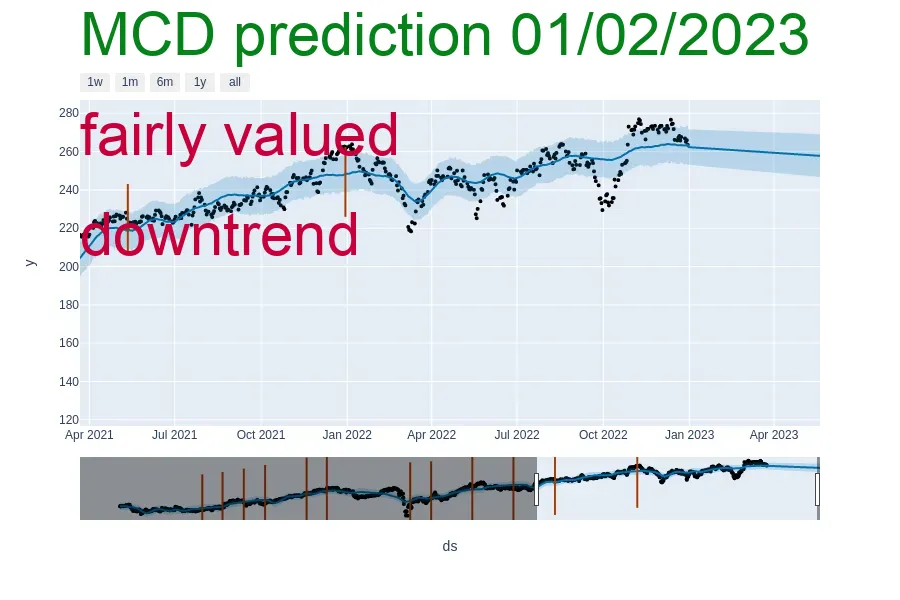 MCD prediction 01/02/2023
1w 1m 6m 1y all
fairly valued
downtrend
280
260
240
220
200
180
160
140
120
y
Apr 2021 Jul 2021 Oct 2021 Jan 2022 Apr 2022 Jul 2022 Oct 2022 Jan 2023 Apr 2023
ds